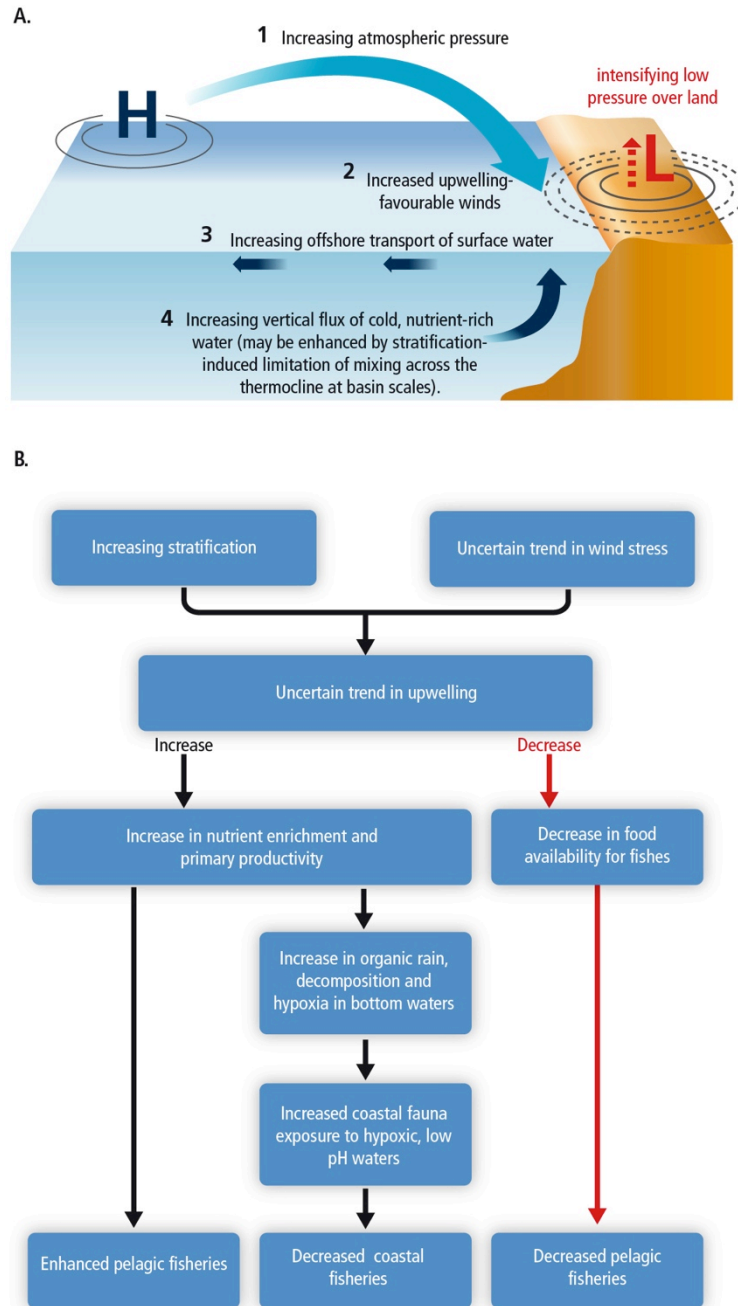 A.
1 Increasing atmospheric pressure
H
intensifying low
pressure over land
L
2 Increased upwelling-
favourable winds
3 Increasing offshore transport of surface water
4 Increasing vertical flux of cold, nutrient-rich
water (may be enhanced by stratification-
induced limitation of mixing across the
thermocline at basin scales).
B.
Increasing stratification
Uncertain trend in wind stress
Uncertain trend in upwelling
Increase
Decrease
Increase in nutrient enrichment and
primary productivity
Decrease in food
availability for fishes
Increase in organic rain,
decomposition and
hypoxia in bottom waters
Increased coastal fauna
exposure to hypoxic, low
pH waters
Enhanced pelagic fisheries
Decreased coastal
fisheries
Decreased pelagic
fisheries